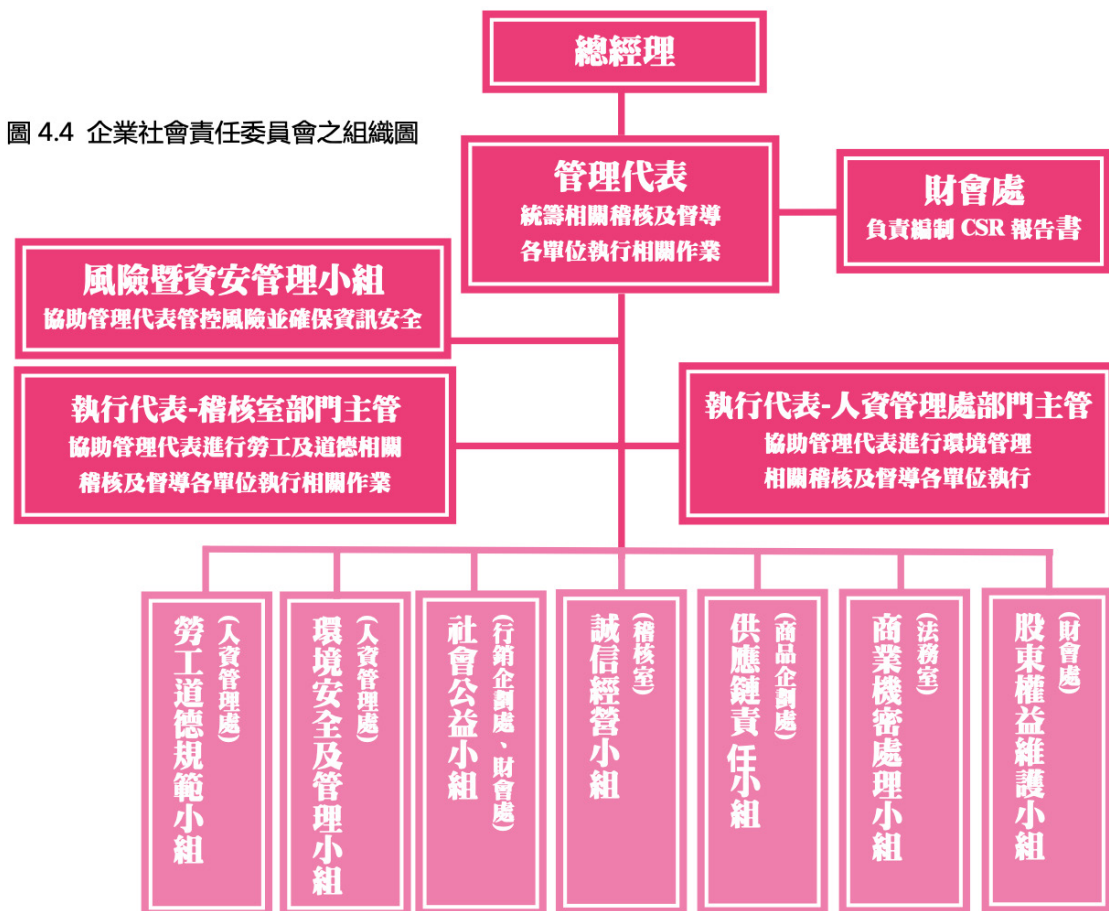 總經理
圖 4.4 企業社會責任委員會之組織圖
管理代表
統籌相關稽核及督導
各單位執行相關作業
財會處
負責編制 CSR 報告書
風險暨資安管理小組
協助管理代表管控風險並確保資訊安全
執行代表-稽核室部門主管
協助管理代表進行勞工及道德相關
稽核及督導各單位執行相關作業
執行代表-人資管理處部門主管
協助管理代表進行環境管理
相關稽核及督導各單位執行
(人資管理處)
勞工道德規範小組
(人資管理處)
環境安全及管理小組
(行銷企劃處、財會處)
社會公益小組
(稽核室)
誠信經營小組
(商品企劃處)
供應鏈責任小組
(法務室)
商業機密處理小組
(財會處)
股東權益維護小組